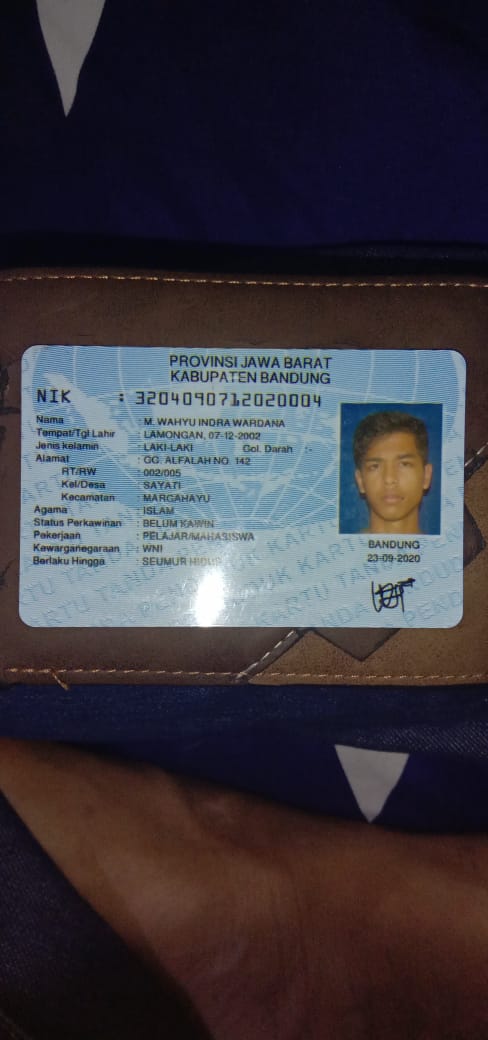 PROVINSI JAWA BARAT
KABUPATEN BANDUNG
NIK : 3204090712020004
Nama : M. WAHYU INDRA WARDANA
Tempat/Tgl Lahir : LAMONGAN, 07-12-2002
Jenis kelamin : LAKI-LAKI Gol. Darah :-
Alamat : GG. ALFALAH NO. 142
RT/RW : 002/005
Kel/Desa : SAYATI
Kecamatan : MARGAHAYU
Agama : ISLAM
Status Perkawinan : BELUM KAWIN
Pekerjaan : PELAJAR/MAHASISWA
Kewarganegaraan : WNI
Berlaku Hingga : SEUMUR HIDUP
BANDUNG
23-09-2020